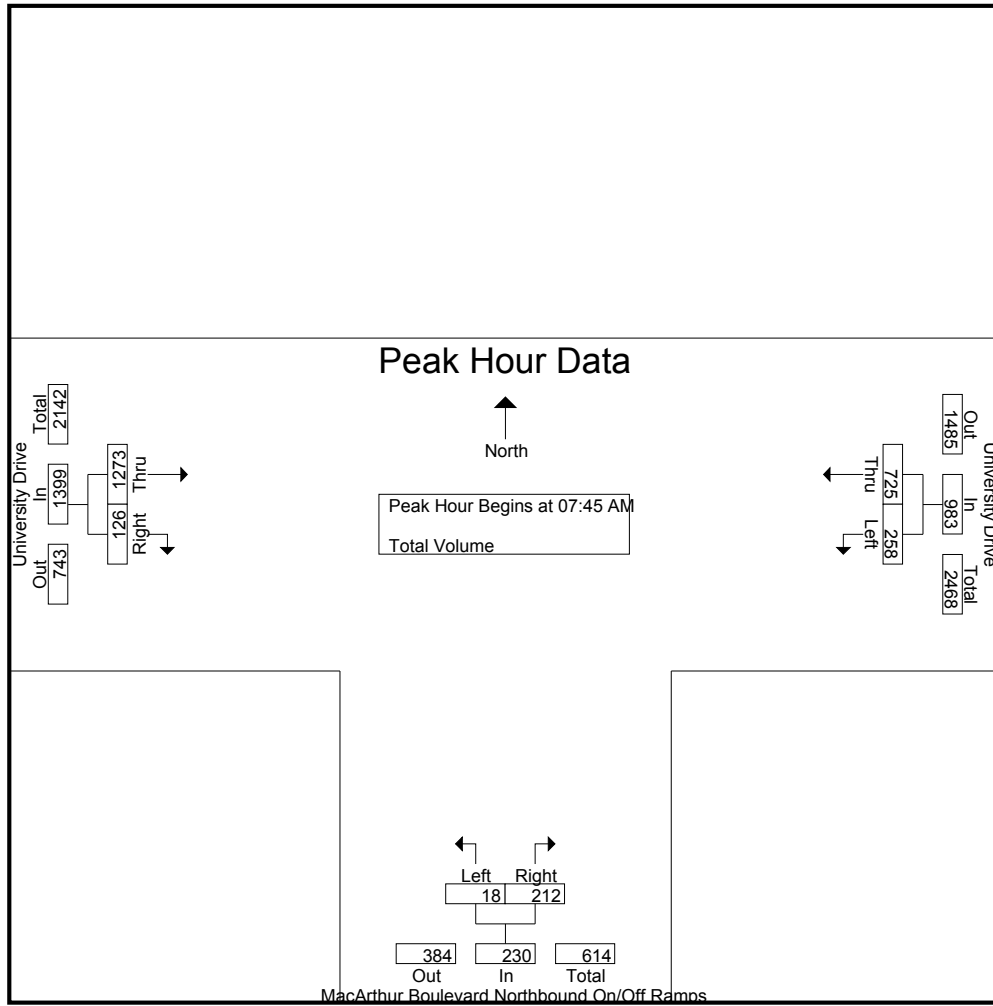 Peak Hour Data
North
Peak Hour Begins at 07:45 AM
Total Volume
University Drive
Total
2142
In
1399
Out
743
1273
Thru
126
Right
University Drive
Out
1485
In
983
Total
2468
725
Thru
258
Left
Left Right
18 212
384 230 614
Out In Total
MacArthur Boulevard Northbound On/Off Ramps